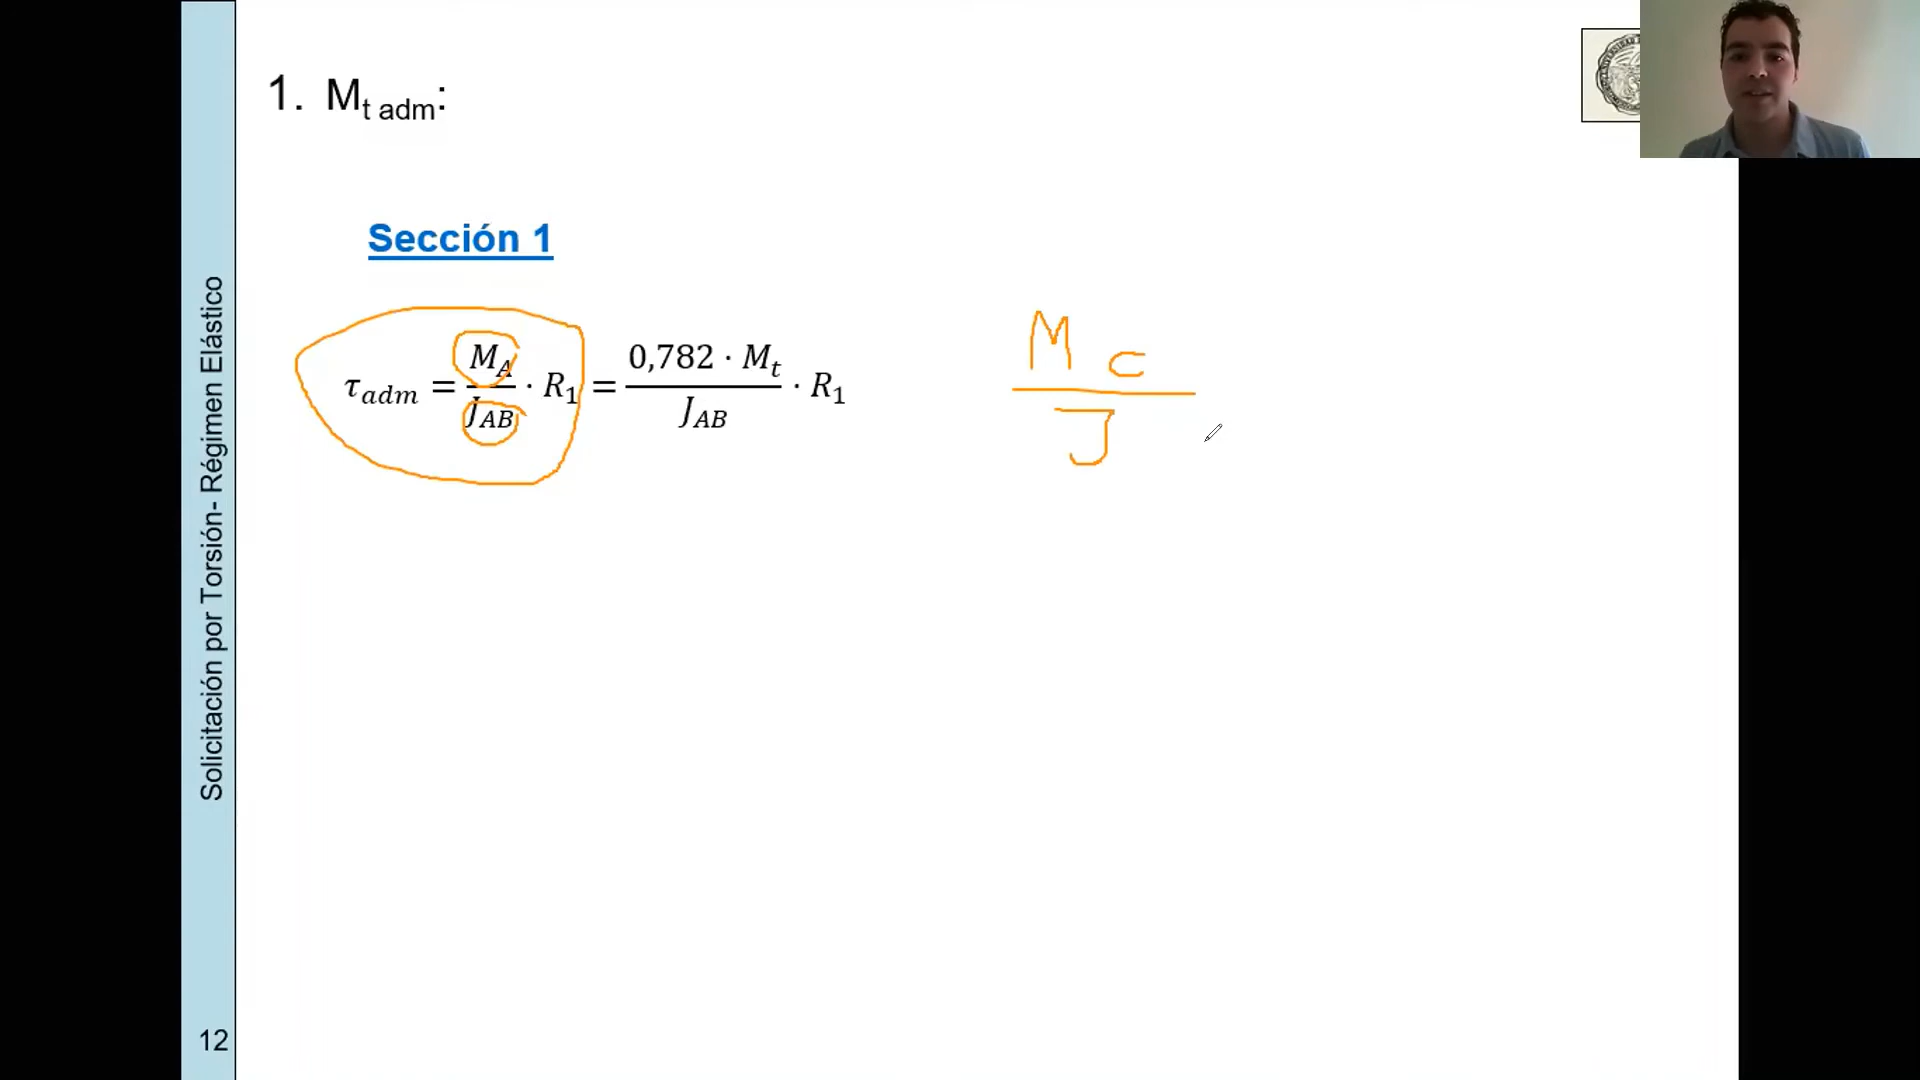 1. Mt adm:
Sección 1
τadm = MA/JAB · R1 = 0,782 · Mt/JAB · R1
M c
J
Solicitación por Torsión- Régimen Elástico
12